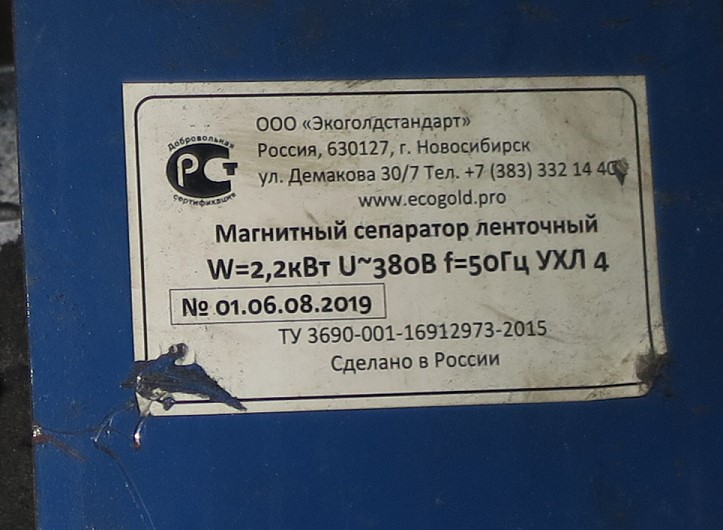 ООО «Экоголдстандарт»
Добровольная
РСТ
сертификация
Россия, 630127, г. Новосибирск
ул. Демакова 30/7 Тел. +7 (383) 332 14 40
www.ecogold.pro
Магнитный сепаратор ленточный
W=2,2кВт U~380В f=50Гц УХЛ 4
№ 01.06.08.2019
ТУ 3690-001-16912973-2015
Сделано в России